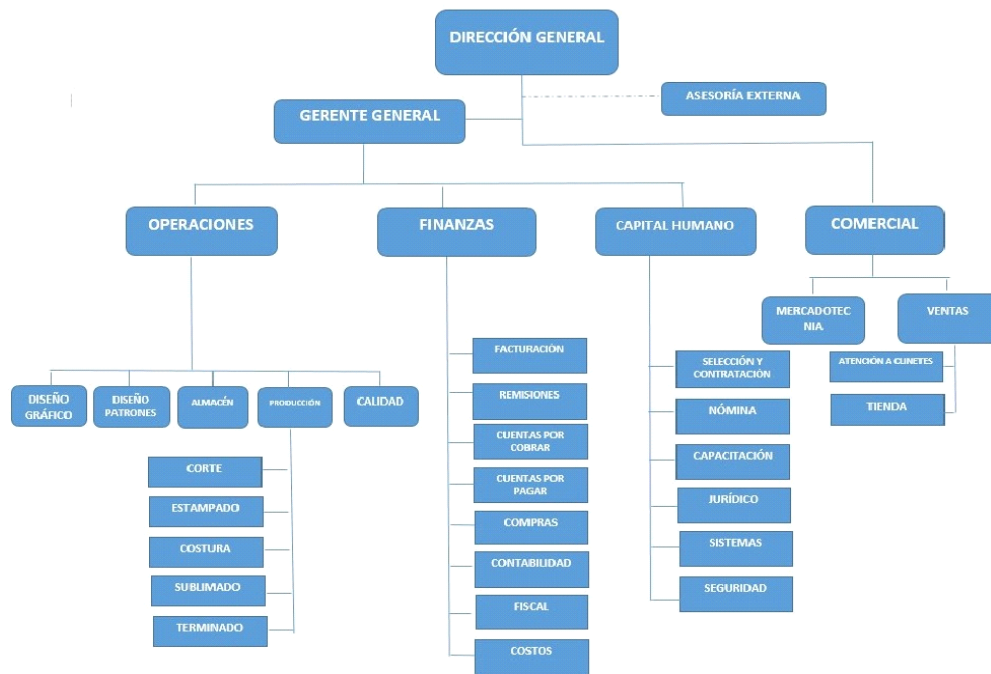 DIRECCIÓN GENERAL
ASESORÍA EXTERNA
GERENTE GENERAL
OPERACIONES
FINANZAS
CAPITAL HUMANO
COMERCIAL
MERCADOTEC
NIA
VENTAS
FACTURACIÓN
REMISIONES
CUENTAS POR
COBRAR
CUENTAS POR
PAGAR
COMPRAS
CONTABILIDAD
FISCAL
COSTOS
SELECCIÓN Y
CONTRATACIÓN
NÓMINA
CAPACITACIÓN
JURÍDICO
SISTEMAS
SEGURIDAD
ATENCIÓN A CLINETES
TIENDA
DISEÑO
GRÁFICO
DISEÑO
PATRONES
ALMACÉN
PRODUCCIÓN
CALIDAD
CORTE
ESTAMPADO
COSTURA
SUBLIMADO
TERMINADO